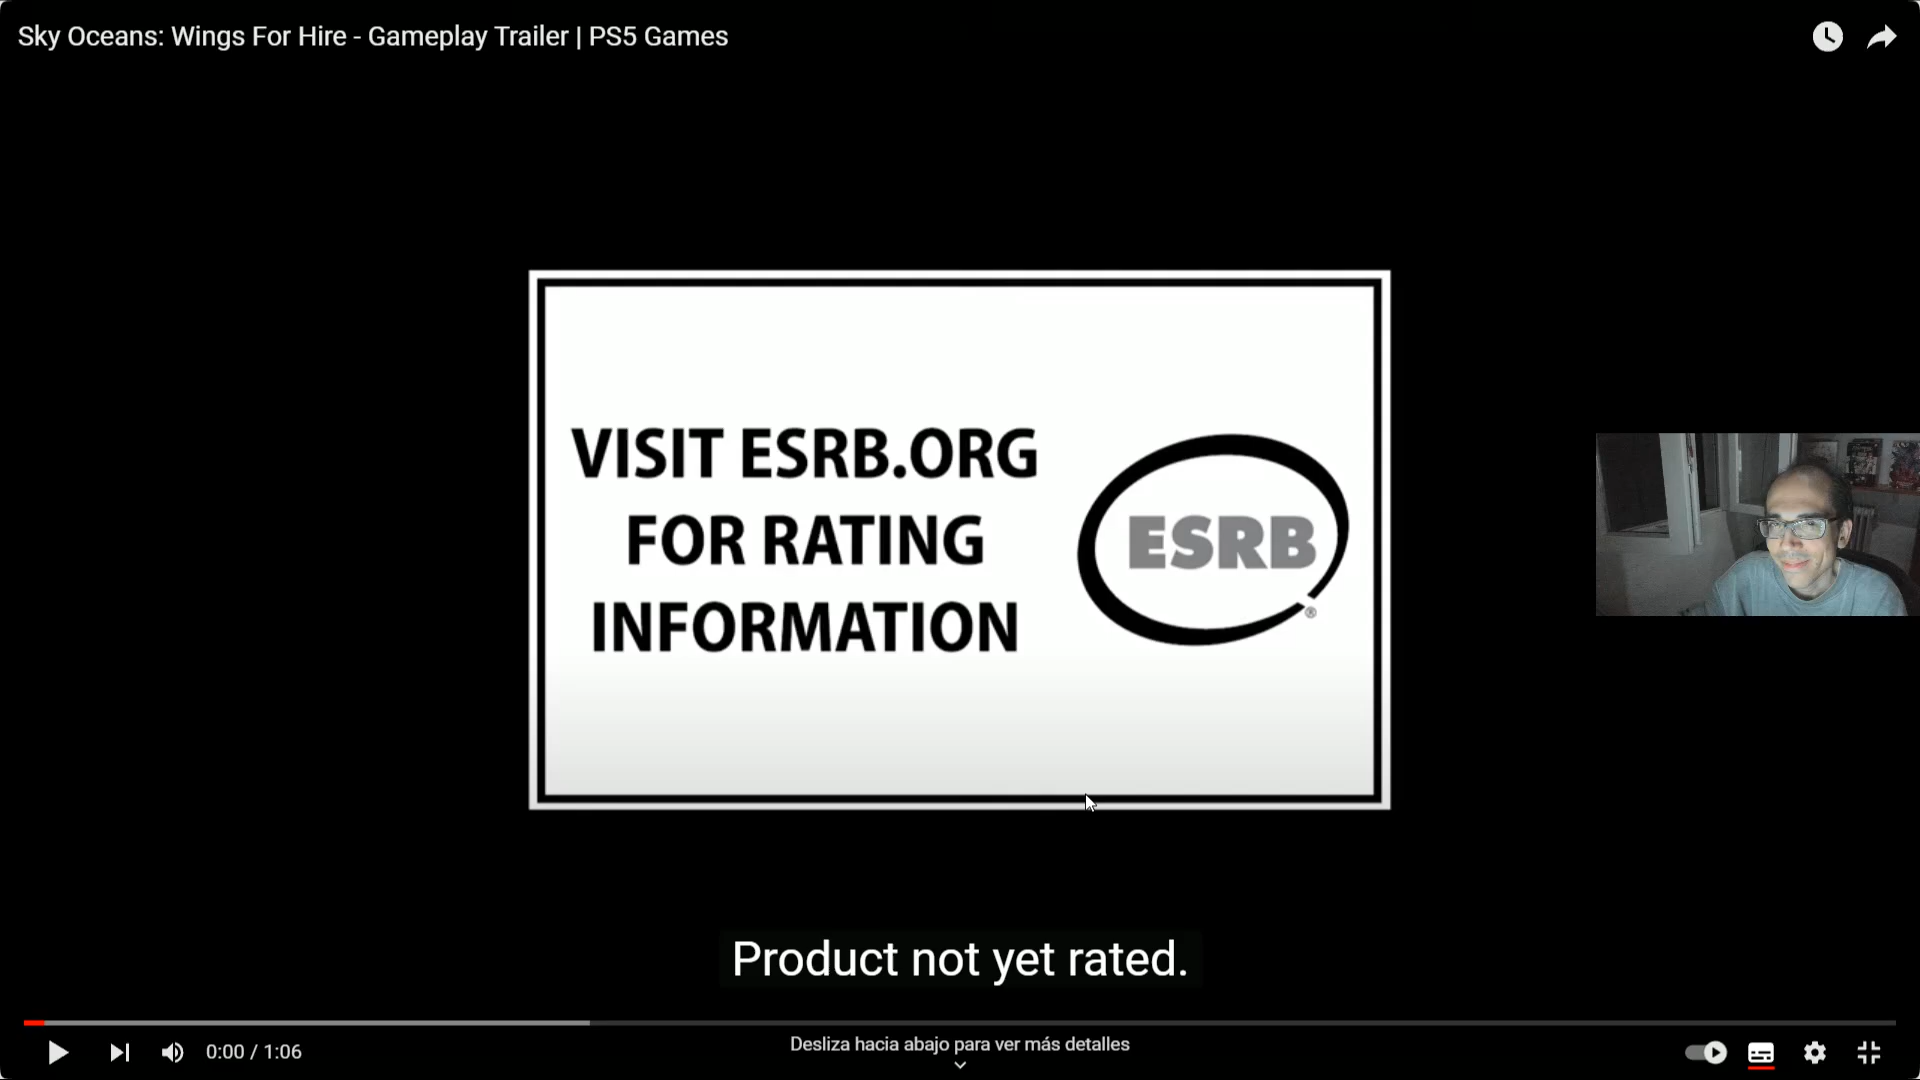 Sky Oceans: Wings For Hire - Gameplay Trailer | PS5 Games
VISIT ESRB.ORG
FOR RATING
INFORMATION
ESRB
®
Product not yet rated.
0:00 / 1:06
Desliza hacia abajo para ver más detalles